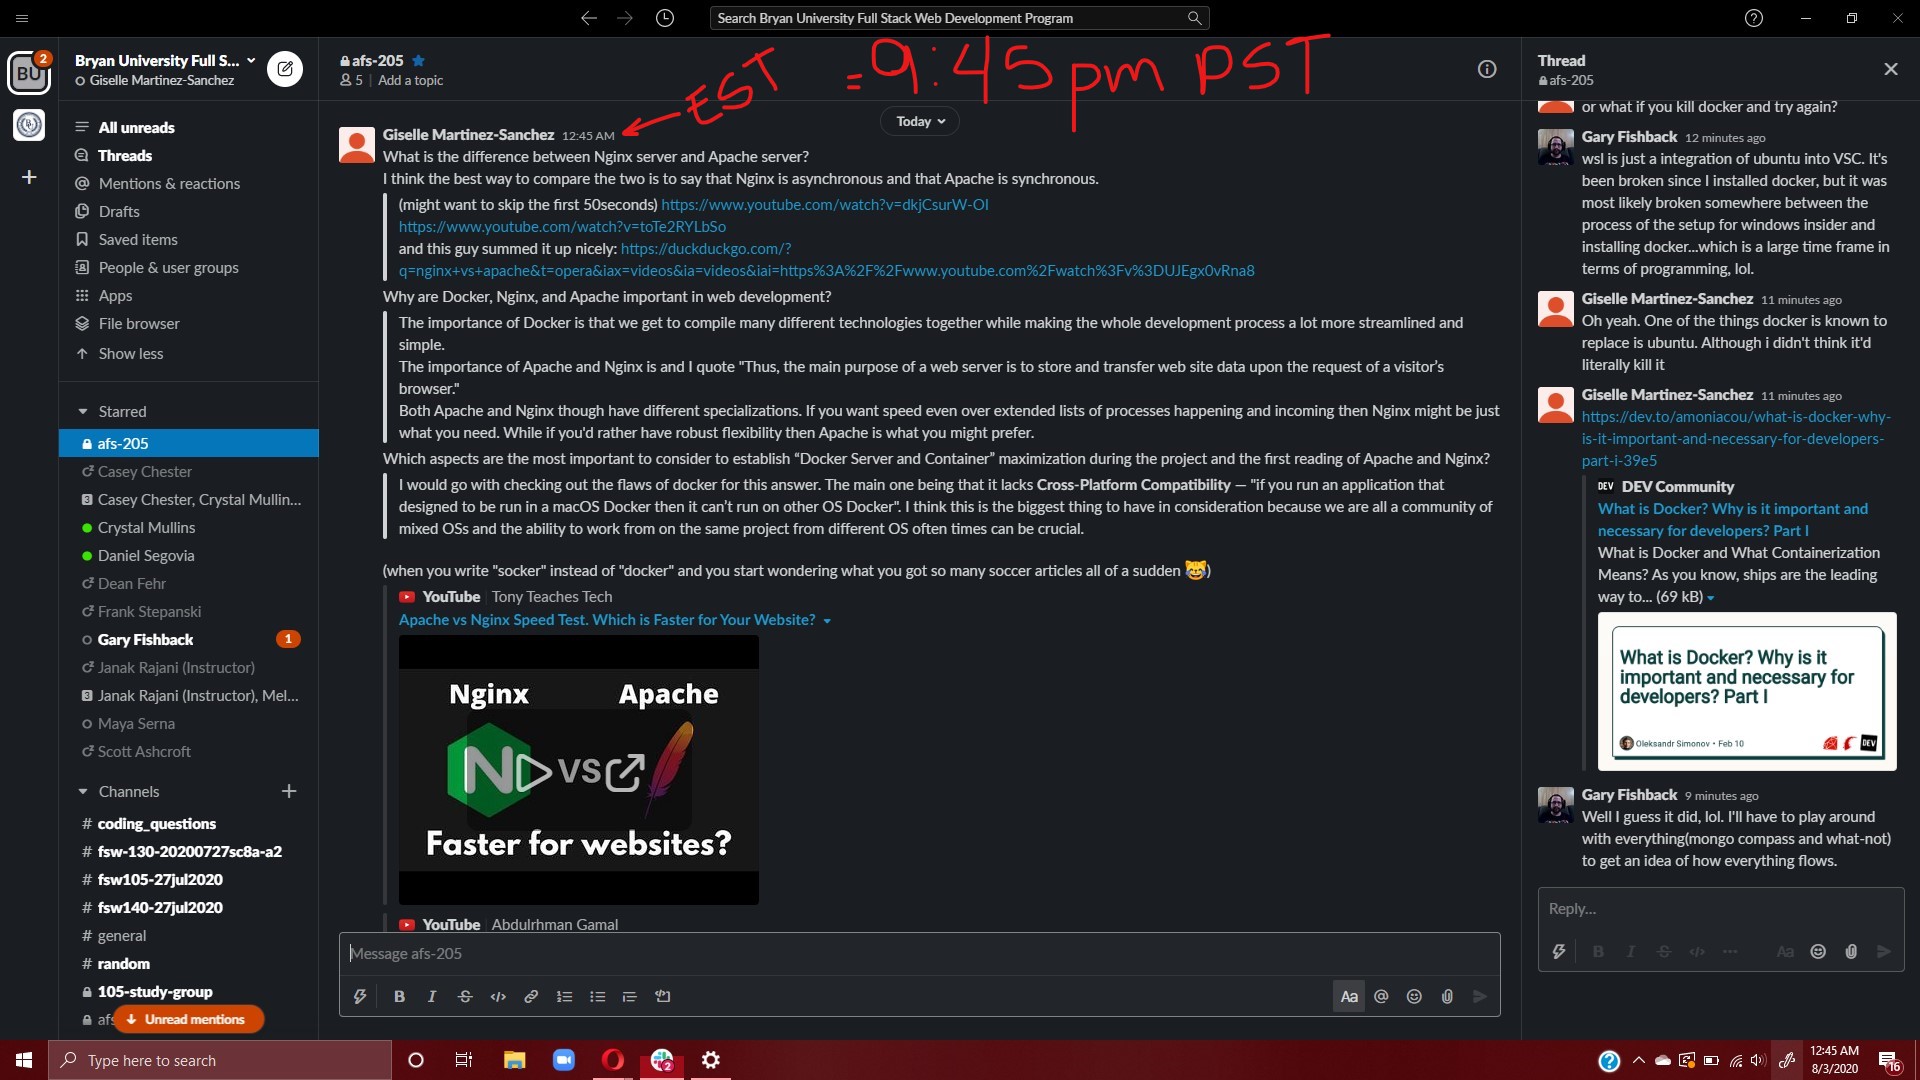 Search Bryan University Full Stack Web Development Program
BU
2
Bryan University Full S...
Giselle Martinez-Sanchez
All unreads
Threads
Mentions & reactions
Drafts
Saved items
People & user groups
Apps
File browser
Show less
Starred
afs-205
Casey Chester
3 Casey Chester, Crystal Mullin...
Crystal Mullins
Daniel Segovia
Dean Fehr
Frank Stepanski
Gary Fishback 1
Janak Rajani (Instructor)
3 Janak Rajani (Instructor), Mel...
Maya Serna
Scott Ashcroft
Channels
# coding_questions
# fsw-130-20200727sc8a-a2
# fsw105-27jul2020
# fsw140-27jul2020
# general
# random
105-study-group
afs
Unread mentions
afs-205
5 | Add a topic
EST = 9:45pm PST
Today
Giselle Martinez-Sanchez 12:45 AM
What is the difference between Nginx server and Apache server?
I think the best way to compare the two is to say that Nginx is asynchronous and that Apache is synchronous.
(might want to skip the first 50seconds) https://www.youtube.com/watch?v=dkjCsurW-OI
https://www.youtube.com/watch?v=toTe2RYLbSo
and this guy summed it up nicely: https://duckduckgo.com/?
q=nginx+vs+apache&t=opera&iax=videos&ia=videos&iai=https%3A%2F%2Fwww.youtube.com%2Fwatch%3Fv%3DUJEgx0vRna8
Why are Docker, Nginx, and Apache important in web development?
The importance of Docker is that we get to compile many different technologies together while making the whole development process a lot more streamlined and
simple.
The importance of Apache and Nginx is and I quote "Thus, the main purpose of a web server is to store and transfer web site data upon the request of a visitor’s
browser."
Both Apache and Nginx though have different specializations. If you want speed even over extended lists of processes happening and incoming then Nginx might be just
what you need. While if you'd rather have robust flexibility then Apache is what you might prefer.
Which aspects are the most important to consider to establish “Docker Server and Container” maximization during the project and the first reading of Apache and Nginx?
I would go with checking out the flaws of docker for this answer. The main one being that it lacks Cross-Platform Compatibility — "if you run an application that
designed to be run in a macOS Docker then it can’t run on other OS Docker". I think this is the biggest thing to have in consideration because we are all a community of
mixed OSs and the ability to work from on the same project from different OS often times can be crucial.
(when you write "socker" instead of "docker" and you start wondering what you got so many soccer articles all of a sudden 😹)
YouTube | Tony Teaches Tech
Apache vs Nginx Speed Test. Which is Faster for Your Website?
Nginx Apache
N VS
Faster for websites?
YouTube | Abdulrhman Gamal
Message afs-205
B I S </> Aa @
Thread
afs-205
or what if you kill docker and try again?
Gary Fishback 12 minutes ago
wsl is just a integration of ubuntu into VSC. It's
been broken since I installed docker, but it was
most likely broken somewhere between the
process of the setup for windows insider and
installing docker...which is a large time frame in
terms of programming, lol.
Giselle Martinez-Sanchez 11 minutes ago
Oh yeah. One of the things docker is known to
replace is ubuntu. Although i didn't think it'd
literally kill it
Giselle Martinez-Sanchez 11 minutes ago
https://dev.to/amoniacou/what-is-docker-why-
is-it-important-and-necessary-for-developers-
part-i-39e5
DEV DEV Community
What is Docker? Why is it important and
necessary for developers? Part I
What is Docker and What Containerization
Means? As you know, ships are the leading
way to... (69 kB)
What is Docker? Why is it
important and necessary for
developers? Part I
Oleksandr Simonov • Feb 10 DEV
Gary Fishback 9 minutes ago
Well I guess it did, lol. I'll have to play around
with everything(mongo compass and what-not)
to get an idea of how everything flows.
Reply...
B I S </> ... Aa
Type here to search
2
12:45 AM
8/3/2020
16